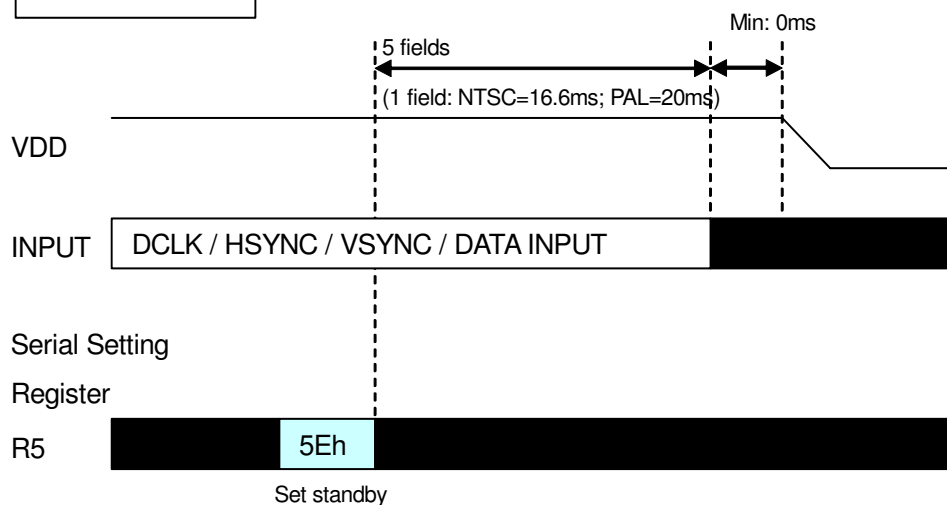 Min: 0ms
5 fields
(1 field: NTSC=16.6ms; PAL=20ms)
VDD
INPUT
DCLK / HSYNC / VSYNC / DATA INPUT
Serial Setting
Register
R5
5Eh
Set standby